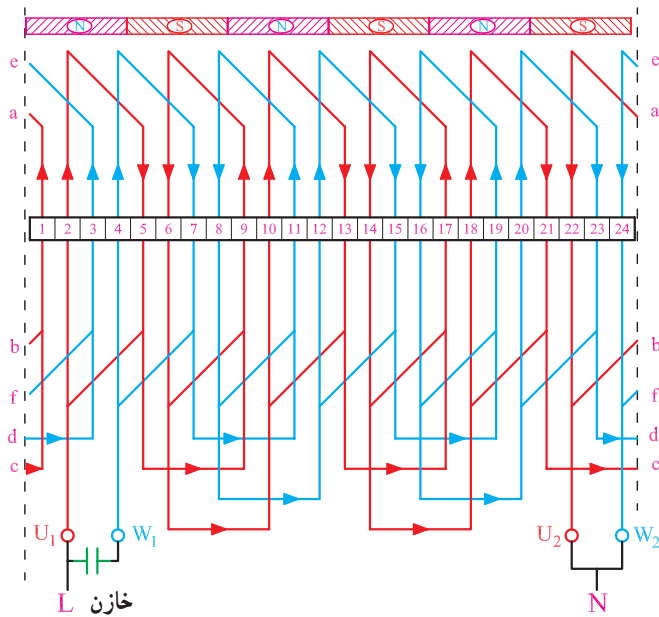 N S N S N S
e e
a a
1 2 3 4 5 6 7 8 9 10 11 12 13 14 15 16 17 18 19 20 21 22 23 24
b b
f f
d d
c c
U1 W1 U2 W2
L خازن N